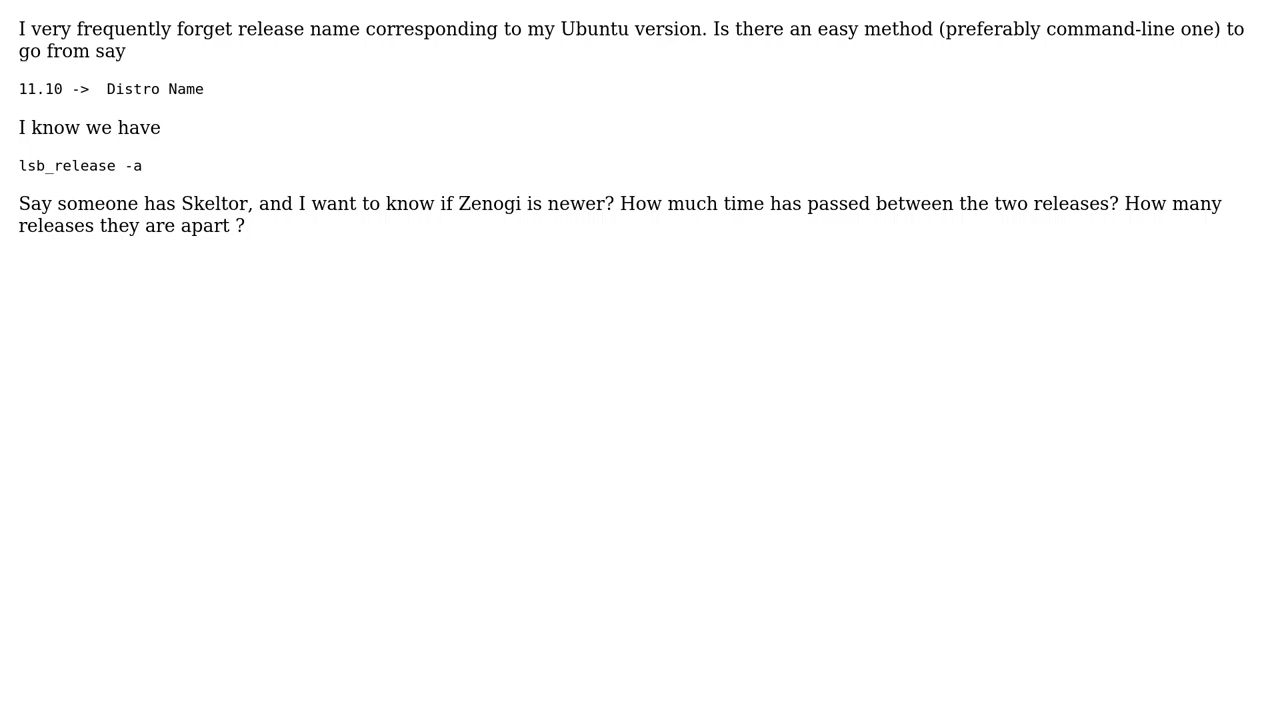 I very frequently forget release name corresponding to my Ubuntu version. Is there an easy method (preferably command-line one) to
go from say
11.10 ->  Distro Name
I know we have
lsb_release -a
Say someone has Skeltor, and I want to know if Zenogi is newer? How much time has passed between the two releases? How many
releases they are apart ?